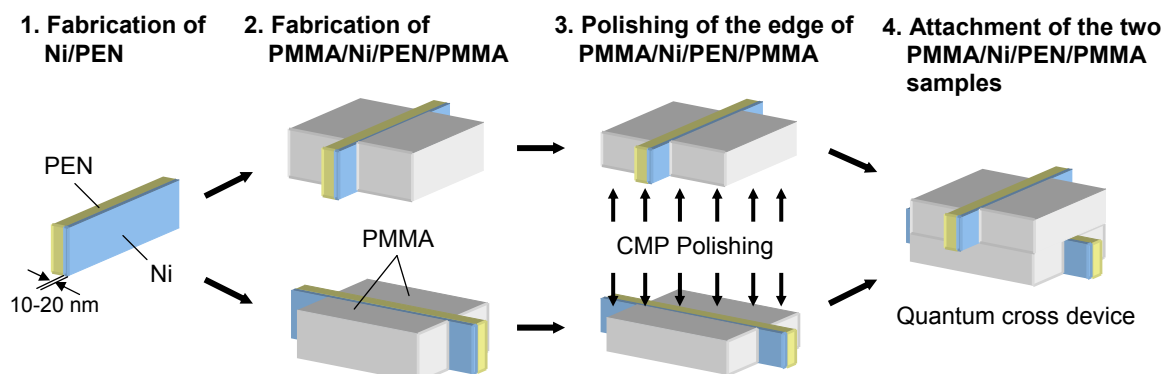 1. Fabrication of
Ni/PEN
2. Fabrication of
PMMA/Ni/PEN/PMMA
3. Polishing of the edge of
PMMA/Ni/PEN/PMMA
4. Attachment of the two
PMMA/Ni/PEN/PMMA
samples
PEN
Ni
10-20 nm
PMMA
CMP Polishing
Quantum cross device